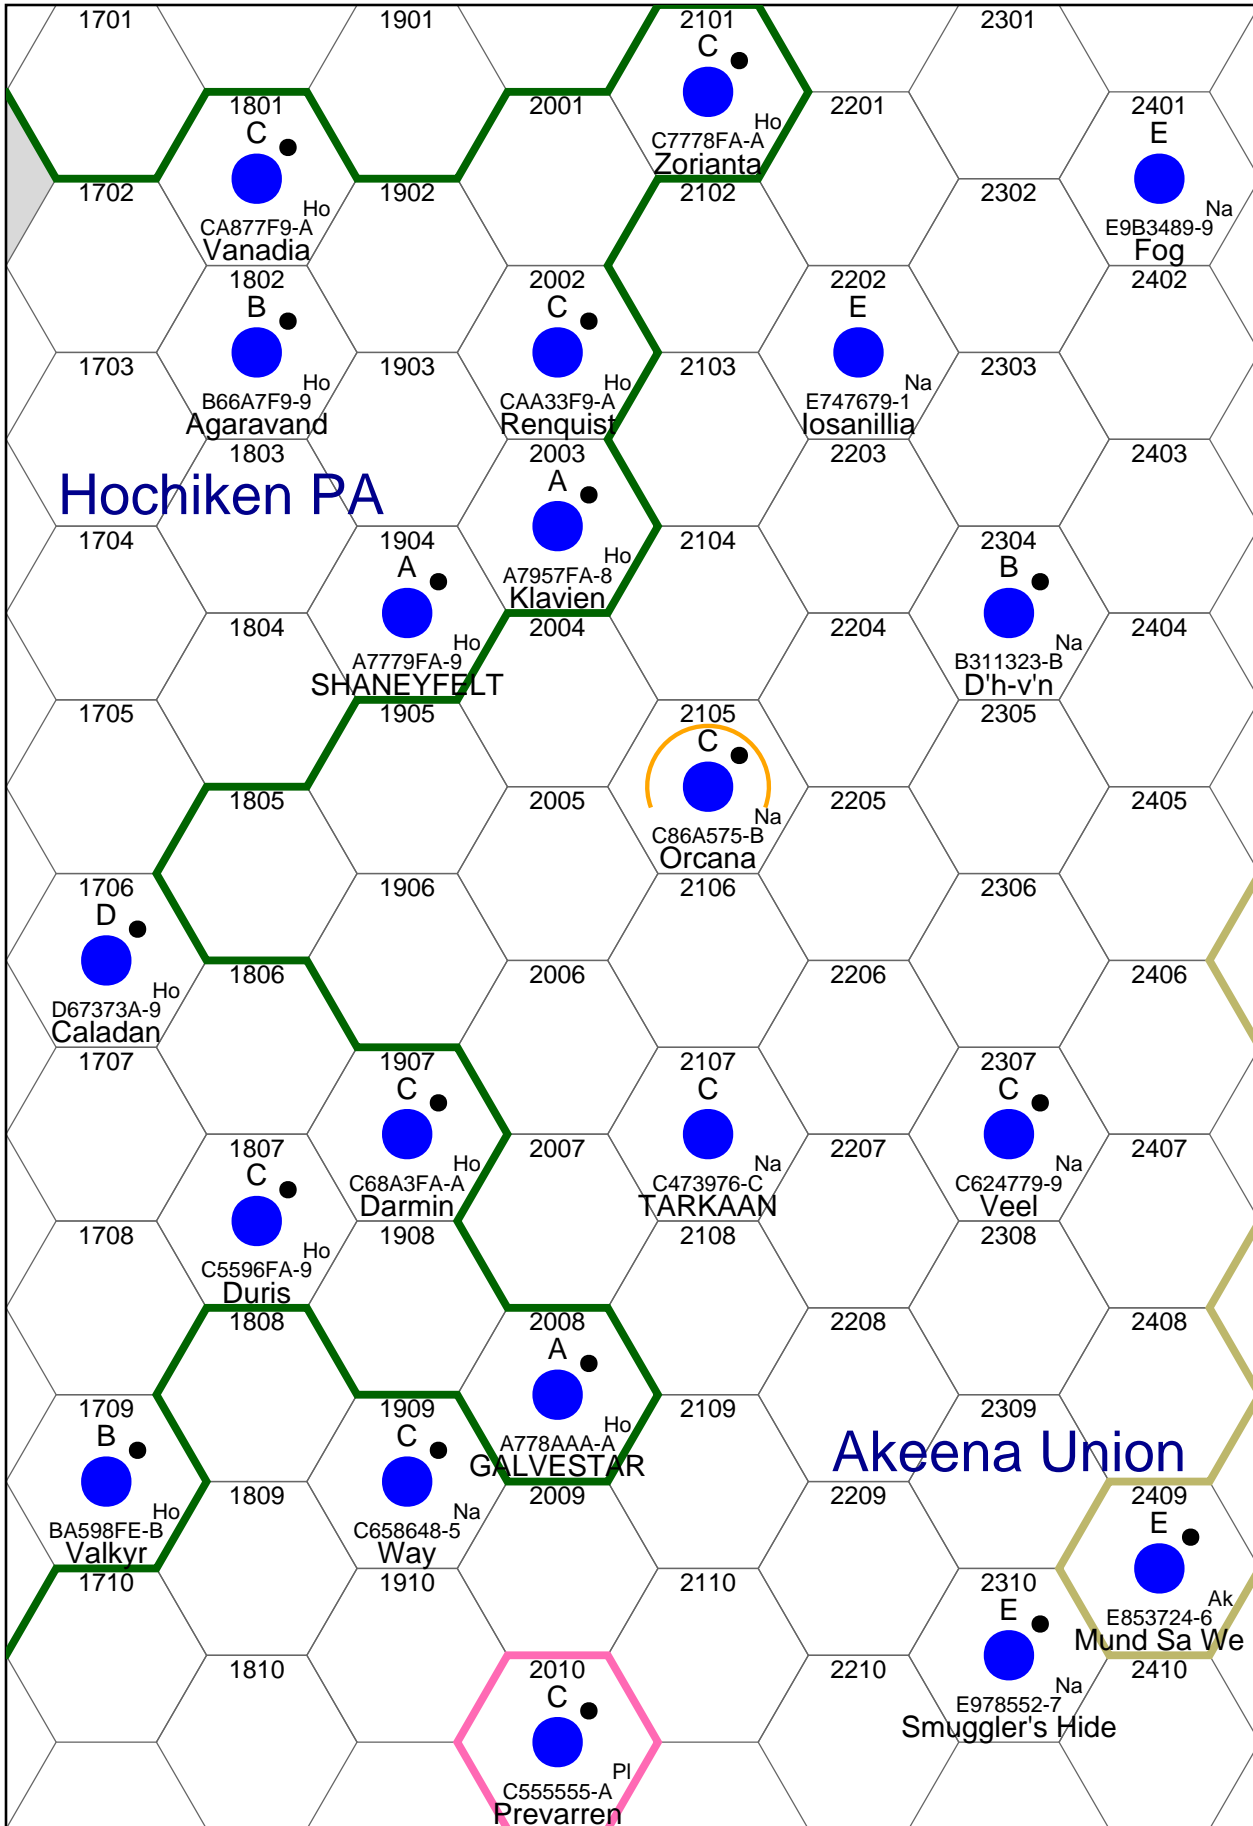 1701
1901
2101
2301
C
1801
2001
2201
2401
C
E
Ho
C7778FA-A
Zorianta
1702
1902
2102
2302
Ho
Na
CA877F9-A
E9B3489-9
Vanadia
Fog
1802
2002
2202
2402
B
C
E
1703
1903
2103
2303
Ho
Ho
Na
B66A7F9-9
CAA33F9-A
E747679-1
Agaravand
Renquist
Iosanillia
1803
2003
2203
2403
Hochiken PA
A
1704
1904
2104
2304
A
B
Ho
A7957FA-8
Klavien
1804
2004
2204
2404
Ho
Na
A7779FA-9
B311323-B
SHANEYFELT
D'h-v'n
1705
1905
2105
2305
C
1805
2005
2205
2405
Na
C86A575-B
Orcana
1706
1906
2106
2306
D
1806
2006
2206
2406
Ho
D67373A-9
Caladan
1707
1907
2107
2307
C
C
C
1807
2007
2207
2407
C
Ho
Na
Na
C68A3FA-A
C473976-C
C624779-9
Darmin
TARKAAN
Veel
1708
1908
2108
2308
Ho
C5596FA-9
Duris
1808
2008
2208
2408
A
1709
1909
2109
2309
B
C
Ho
A778AAA-A
GALVESTAR
Akeena Union
1809
2009
2209
2409
Ho
Na
E
BA598FE-B
C658648-5
Valkyr
Way
1710
1910
2110
2310
E
Ak
E853724-6
Mund Sa We
1810
2010
2210
2410
C
Na
E978552-7
Smuggler's Hide
Pl
C555555-A
Prevarren